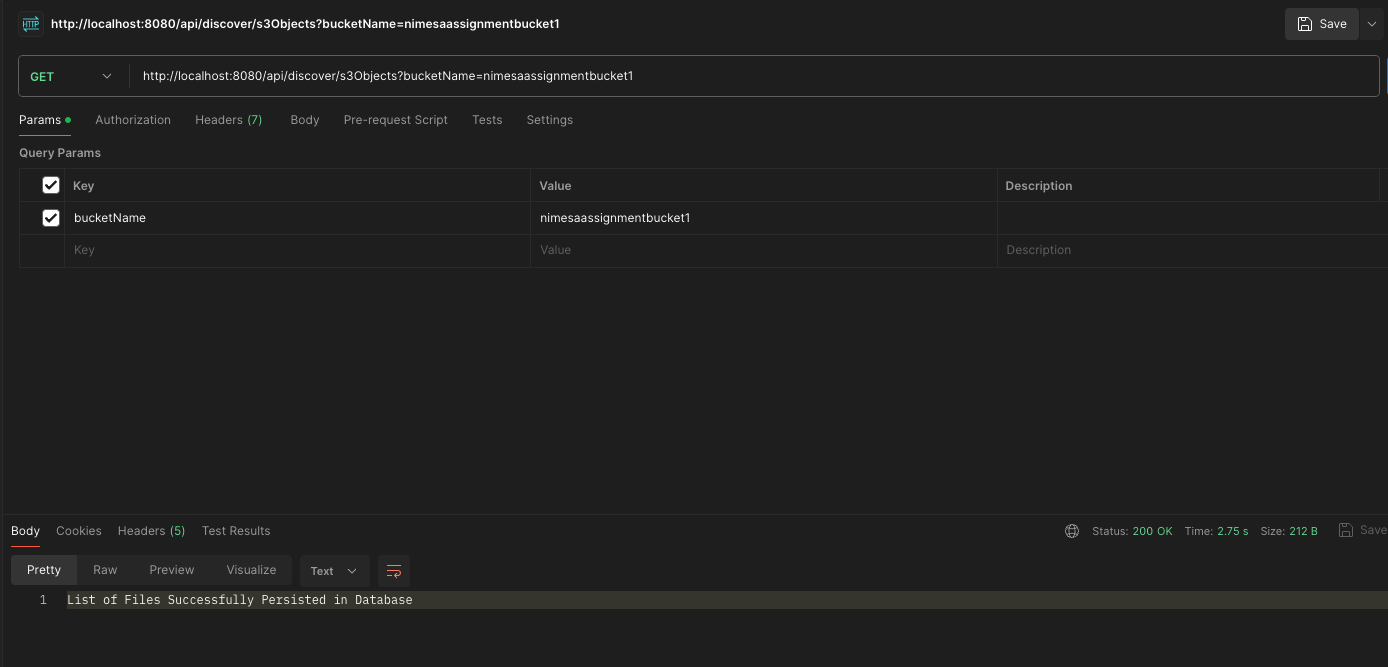 HTTP http://localhost:8080/api/discover/s3Objects?bucketName=nimesaassignmentbucket1 Save
GET http://localhost:8080/api/discover/s3Objects?bucketName=nimesaassignmentbucket1
Params Authorization Headers (7) Body Pre-request Script Tests Settings
Query Params
Key Value Description
bucketName nimesaassignmentbucket1
Key Value Description
Body Cookies Headers (5) Test Results Status: 200 OK Time: 2.75 s Size: 212 B Save
Pretty Raw Preview Visualize Text
1 List of Files Successfully Persisted in Database